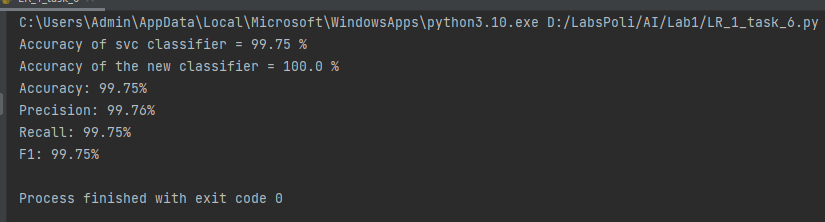 LR_1_task_6
C:\Users\Admin\AppData\Local\Microsoft\WindowsApps\python3.10.exe D:/LabsPoli/AI/Lab1/LR_1_task_6.py
Accuracy of svc classifier = 99.75 %
Accuracy of the new classifier = 100.0 %
Accuracy: 99.75%
Precision: 99.76%
Recall: 99.75%
F1: 99.75%
Process finished with exit code 0